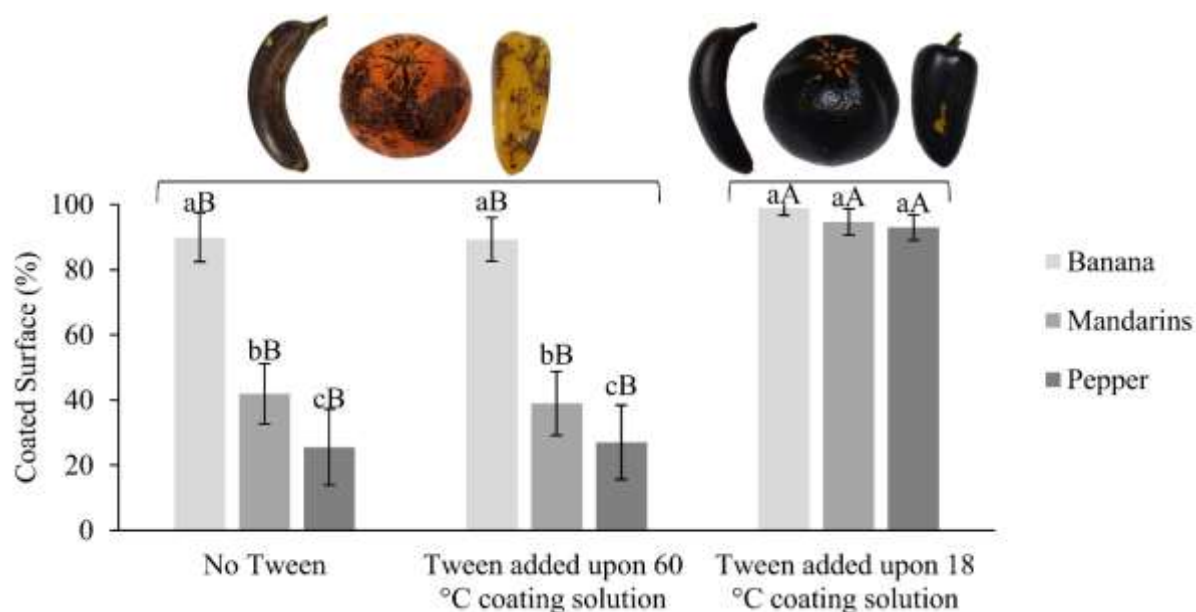 aB
aB
aA
aA
aA
bB
cB
bB
cB
100
80
60
40
20
0
Coated Surface (%)
No Tween
Tween added upon 60
°C coating solution
Tween added upon 18
°C coating solution
Banana
Mandarins
Pepper